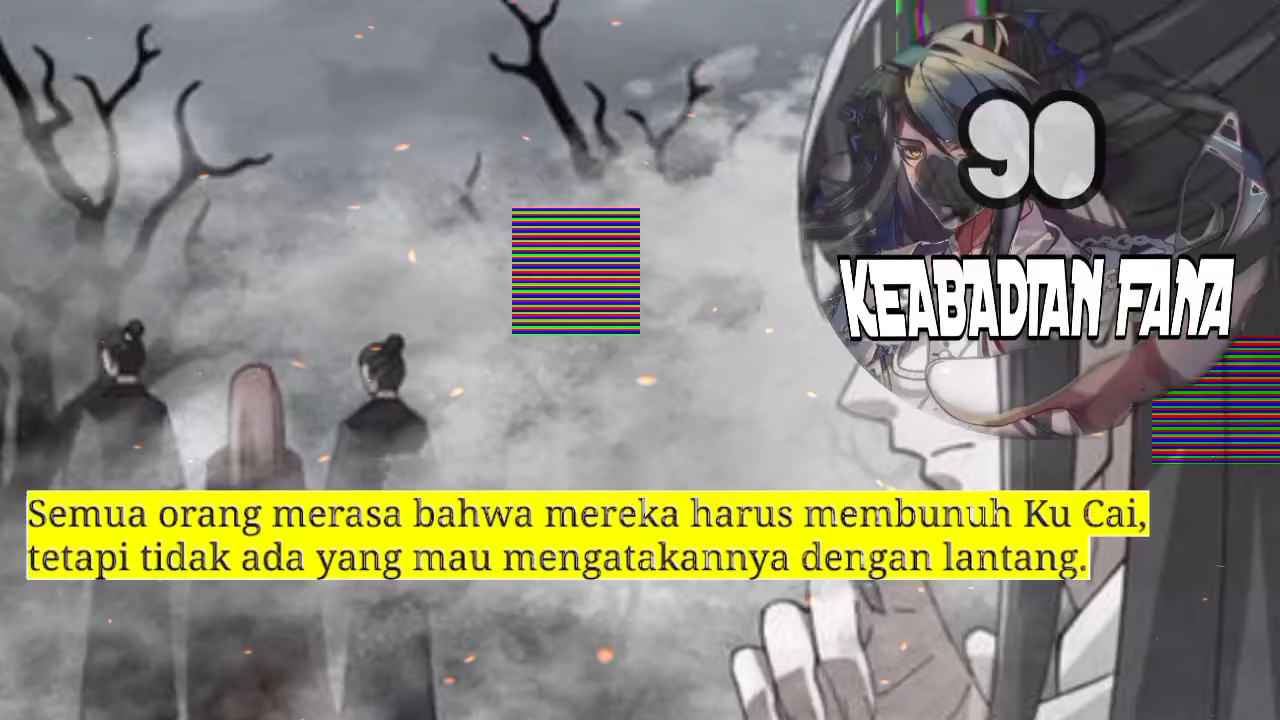 90
KEABADIAN FANA
Semua orang merasa bahwa mereka harus membunuh Ku Cai,
tetapi tidak ada yang mau mengatakannya dengan lantang.